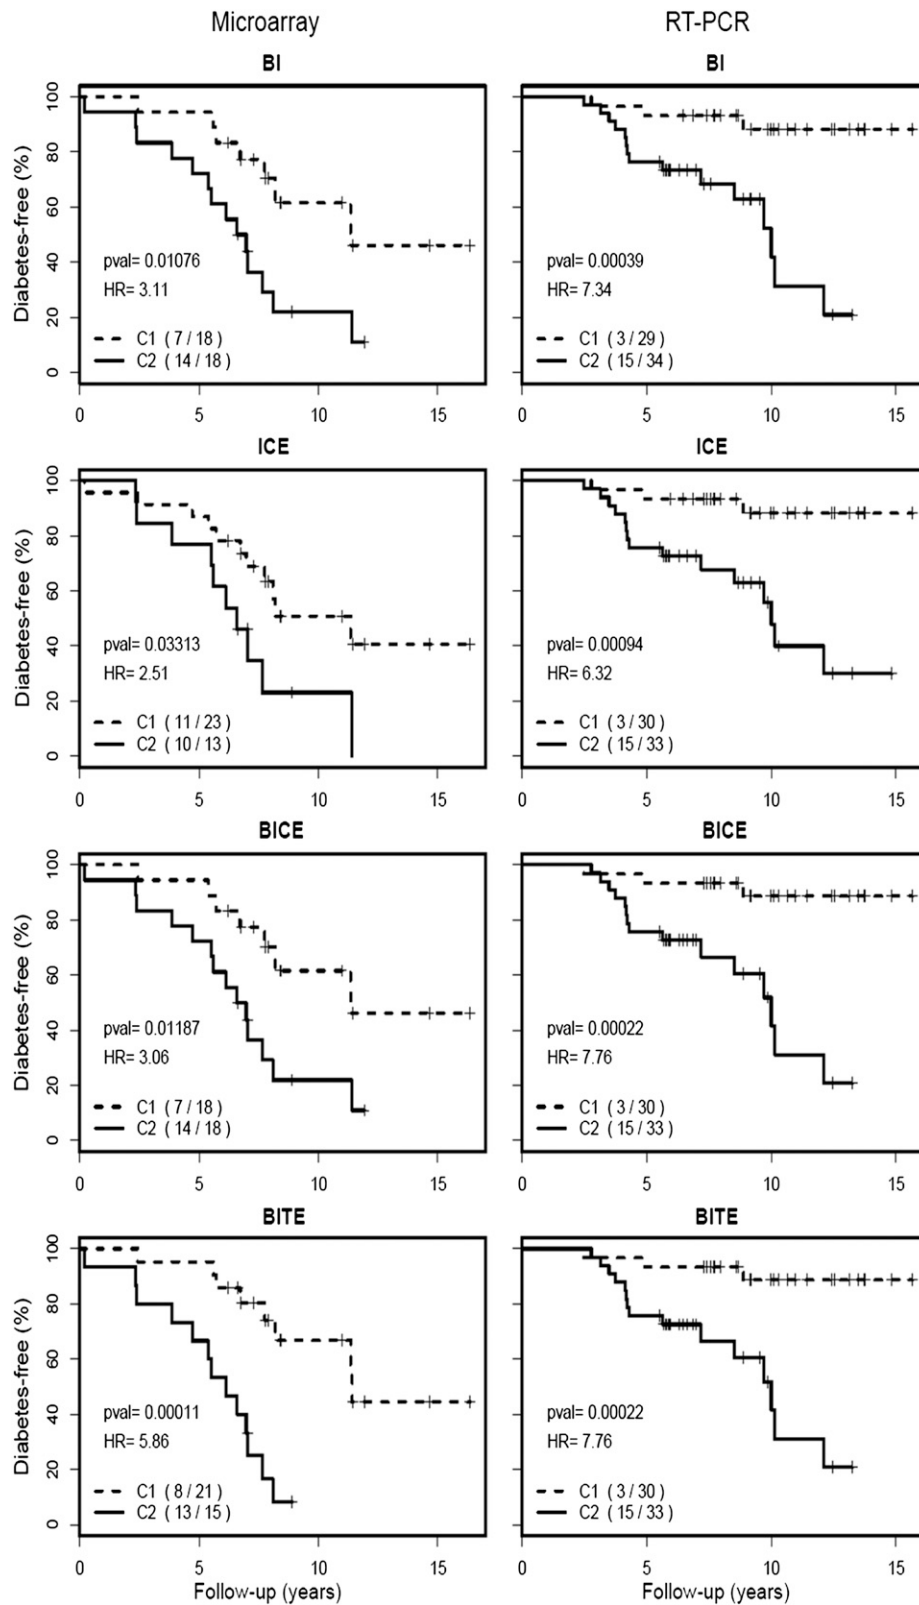 Microarray
RT-PCR
BI
BI
Diabetes-free (%)
100
80
60
40
20
0
pval= 0.01076
HR= 3.11
C1 ( 7 / 18 )
C2 ( 14 / 18 )
0 5 10 15
pval= 0.00039
HR= 7.34
C1 ( 3 / 29 )
C2 ( 15 / 34 )
0 5 10 15
ICE
ICE
Diabetes-free (%)
100
80
60
40
20
0
pval= 0.03313
HR= 2.51
C1 ( 11 / 23 )
C2 ( 10 / 13 )
0 5 10 15
pval= 0.00094
HR= 6.32
C1 ( 3 / 30 )
C2 ( 15 / 33 )
0 5 10 15
BICE
BICE
Diabetes-free (%)
100
80
60
40
20
0
pval= 0.01187
HR= 3.06
C1 ( 7 / 18 )
C2 ( 14 / 18 )
0 5 10 15
pval= 0.00022
HR= 7.76
C1 ( 3 / 30 )
C2 ( 15 / 33 )
0 5 10 15
BITE
BITE
Diabetes-free (%)
100
80
60
40
20
0
pval= 0.00011
HR= 5.86
C1 ( 8 / 21 )
C2 ( 13 / 15 )
0 5 10 15
Follow-up (years)
pval= 0.00022
HR= 7.76
C1 ( 3 / 30 )
C2 ( 15 / 33 )
0 5 10 15
Follow-up (years)